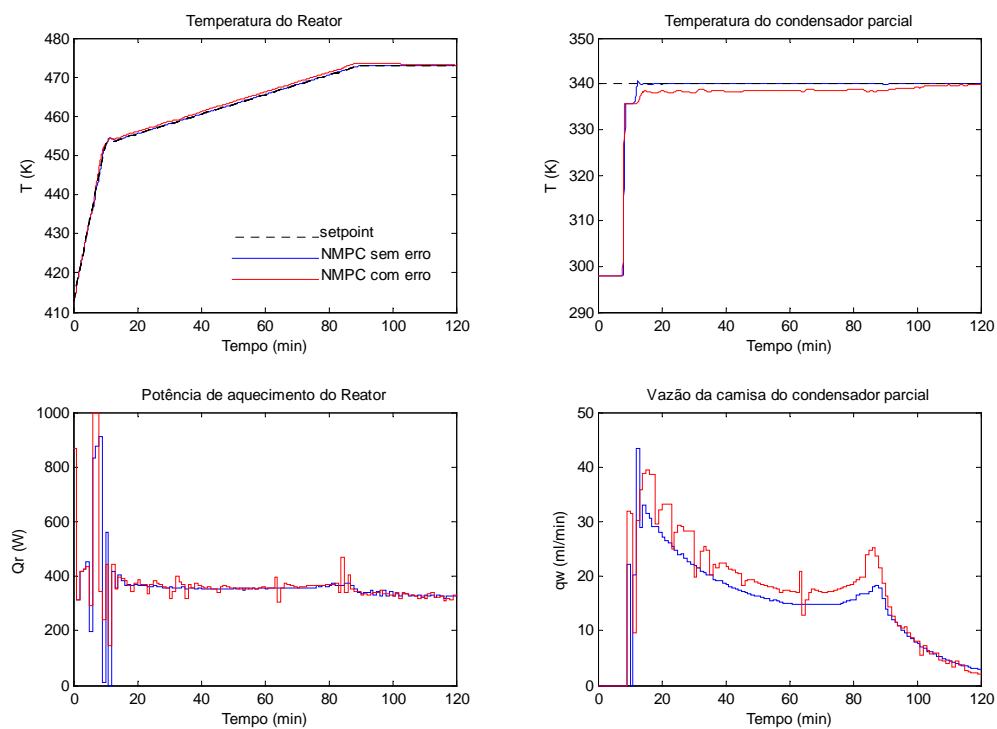 Temperatura do Reator
T (K)
480
470
460
450
440
430
420
410
setpoint
NMPC sem erro
NMPC com erro
0 20 40 60 80 100 120
Tempo (min)
Temperatura do condensador parcial
T (K)
350
340
330
320
310
300
290
0 20 40 60 80 100 120
Tempo (min)
Potência de aquecimento do Reator
Qr (W)
1000
800
600
400
200
0
0 20 40 60 80 100 120
Tempo (min)
Vazão da camisa do condensador parcial
qw (ml/min)
50
40
30
20
10
0
0 20 40 60 80 100 120
Tempo (min)